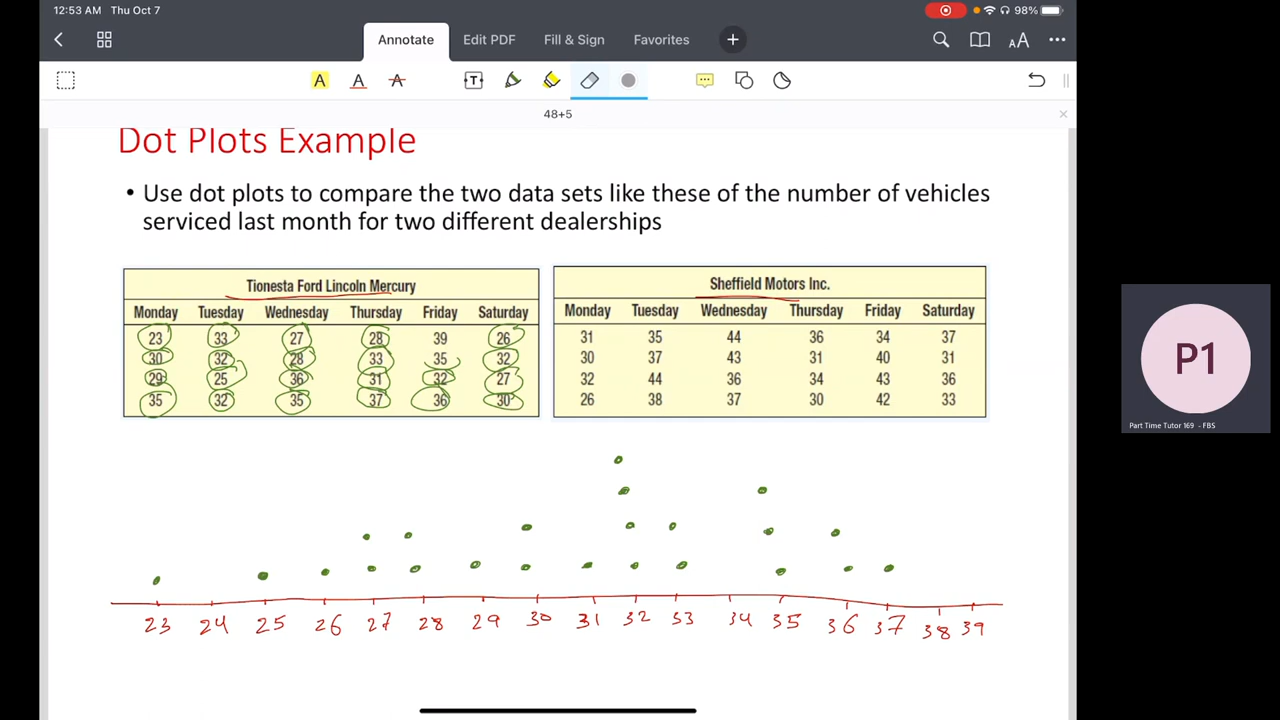 12:53 AM Thu Oct 7
98%
Annotate Edit PDF Fill & Sign Favorites +
AA
A A A T
48+5
Dot Plots Example
• Use dot plots to compare the two data sets like these of the number of vehicles
serviced last month for two different dealerships
Tionesta Ford Lincoln Mercury
Monday Tuesday Wednesday Thursday Friday Saturday
23 33 27 28 39 26
30 32 28 33 35 32
29 25 36 31 32 27
35 32 35 37 36 30
Sheffield Motors Inc.
Monday Tuesday Wednesday Thursday Friday Saturday
31 35 44 36 34 37
30 37 43 31 40 31
32 44 36 34 43 36
26 38 37 30 42 33
23 24 25 26 27 28 29 30 31 32 33 34 35 36 37 38 39
P1
Part Time Tutor 169 - FBS